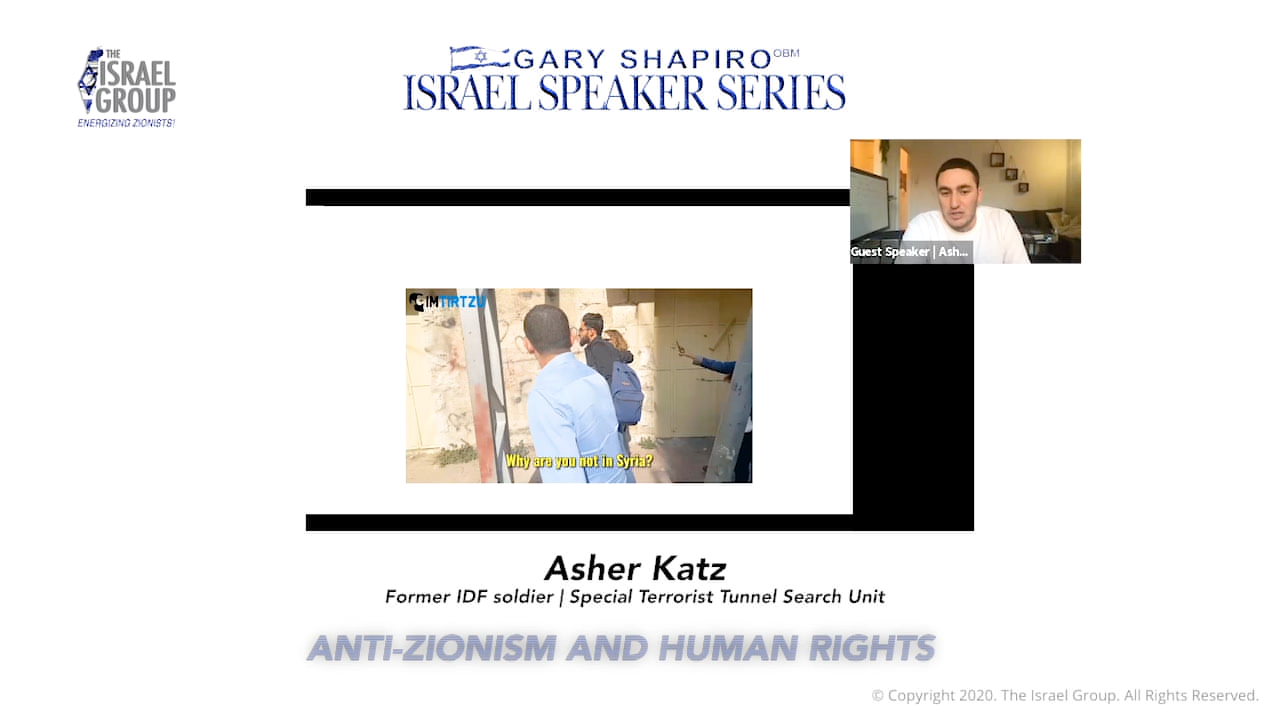 THE
ISRAEL
GROUP
ENERGIZING ZIONISTS!
GARY SHAPIRO OBM
ISRAEL SPEAKER SERIES
Guest Speaker | Ash...
IM TIRTZU
Why are you not in Syria?
Asher Katz
Former IDF soldier | Special Terrorist Tunnel Search Unit
ANTI-ZIONISM AND HUMAN RIGHTS
© Copyright 2020. The Israel Group. All Rights Reserved.